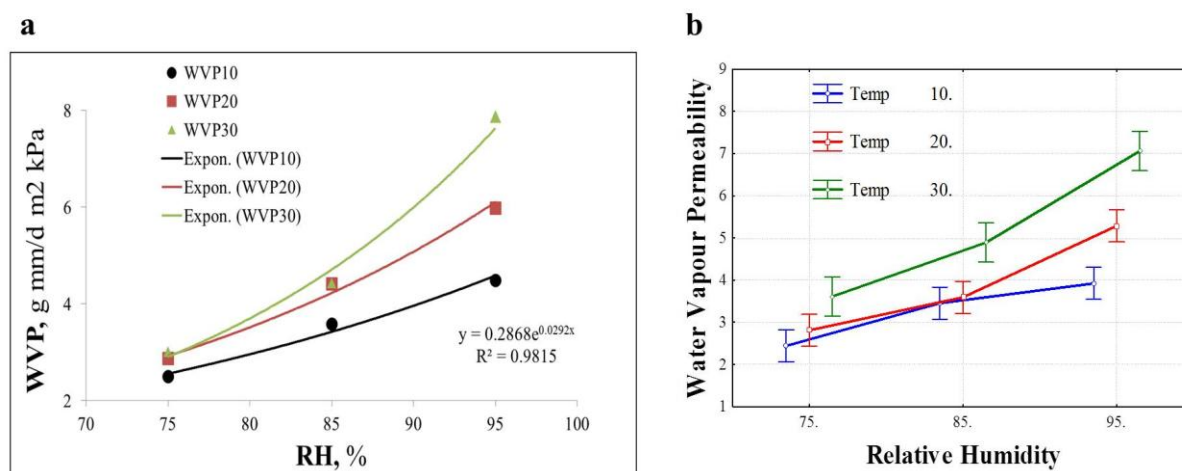 a
WVP10
WVP20
WVP30
Expon. (WVP10)
Expon. (WVP20)
Expon. (WVP30)
WVP, g mm/d m2 kPa
8
6
4
2
y = 0.2868e^0.0292x
R² = 0.9815
70 75 80 85 90 95 100
RH, %
b
Water Vapour Permeability
9
8
7
6
5
4
3
2
1
Temp 10.
Temp 20.
Temp 30.
75. 85. 95.
Relative Humidity